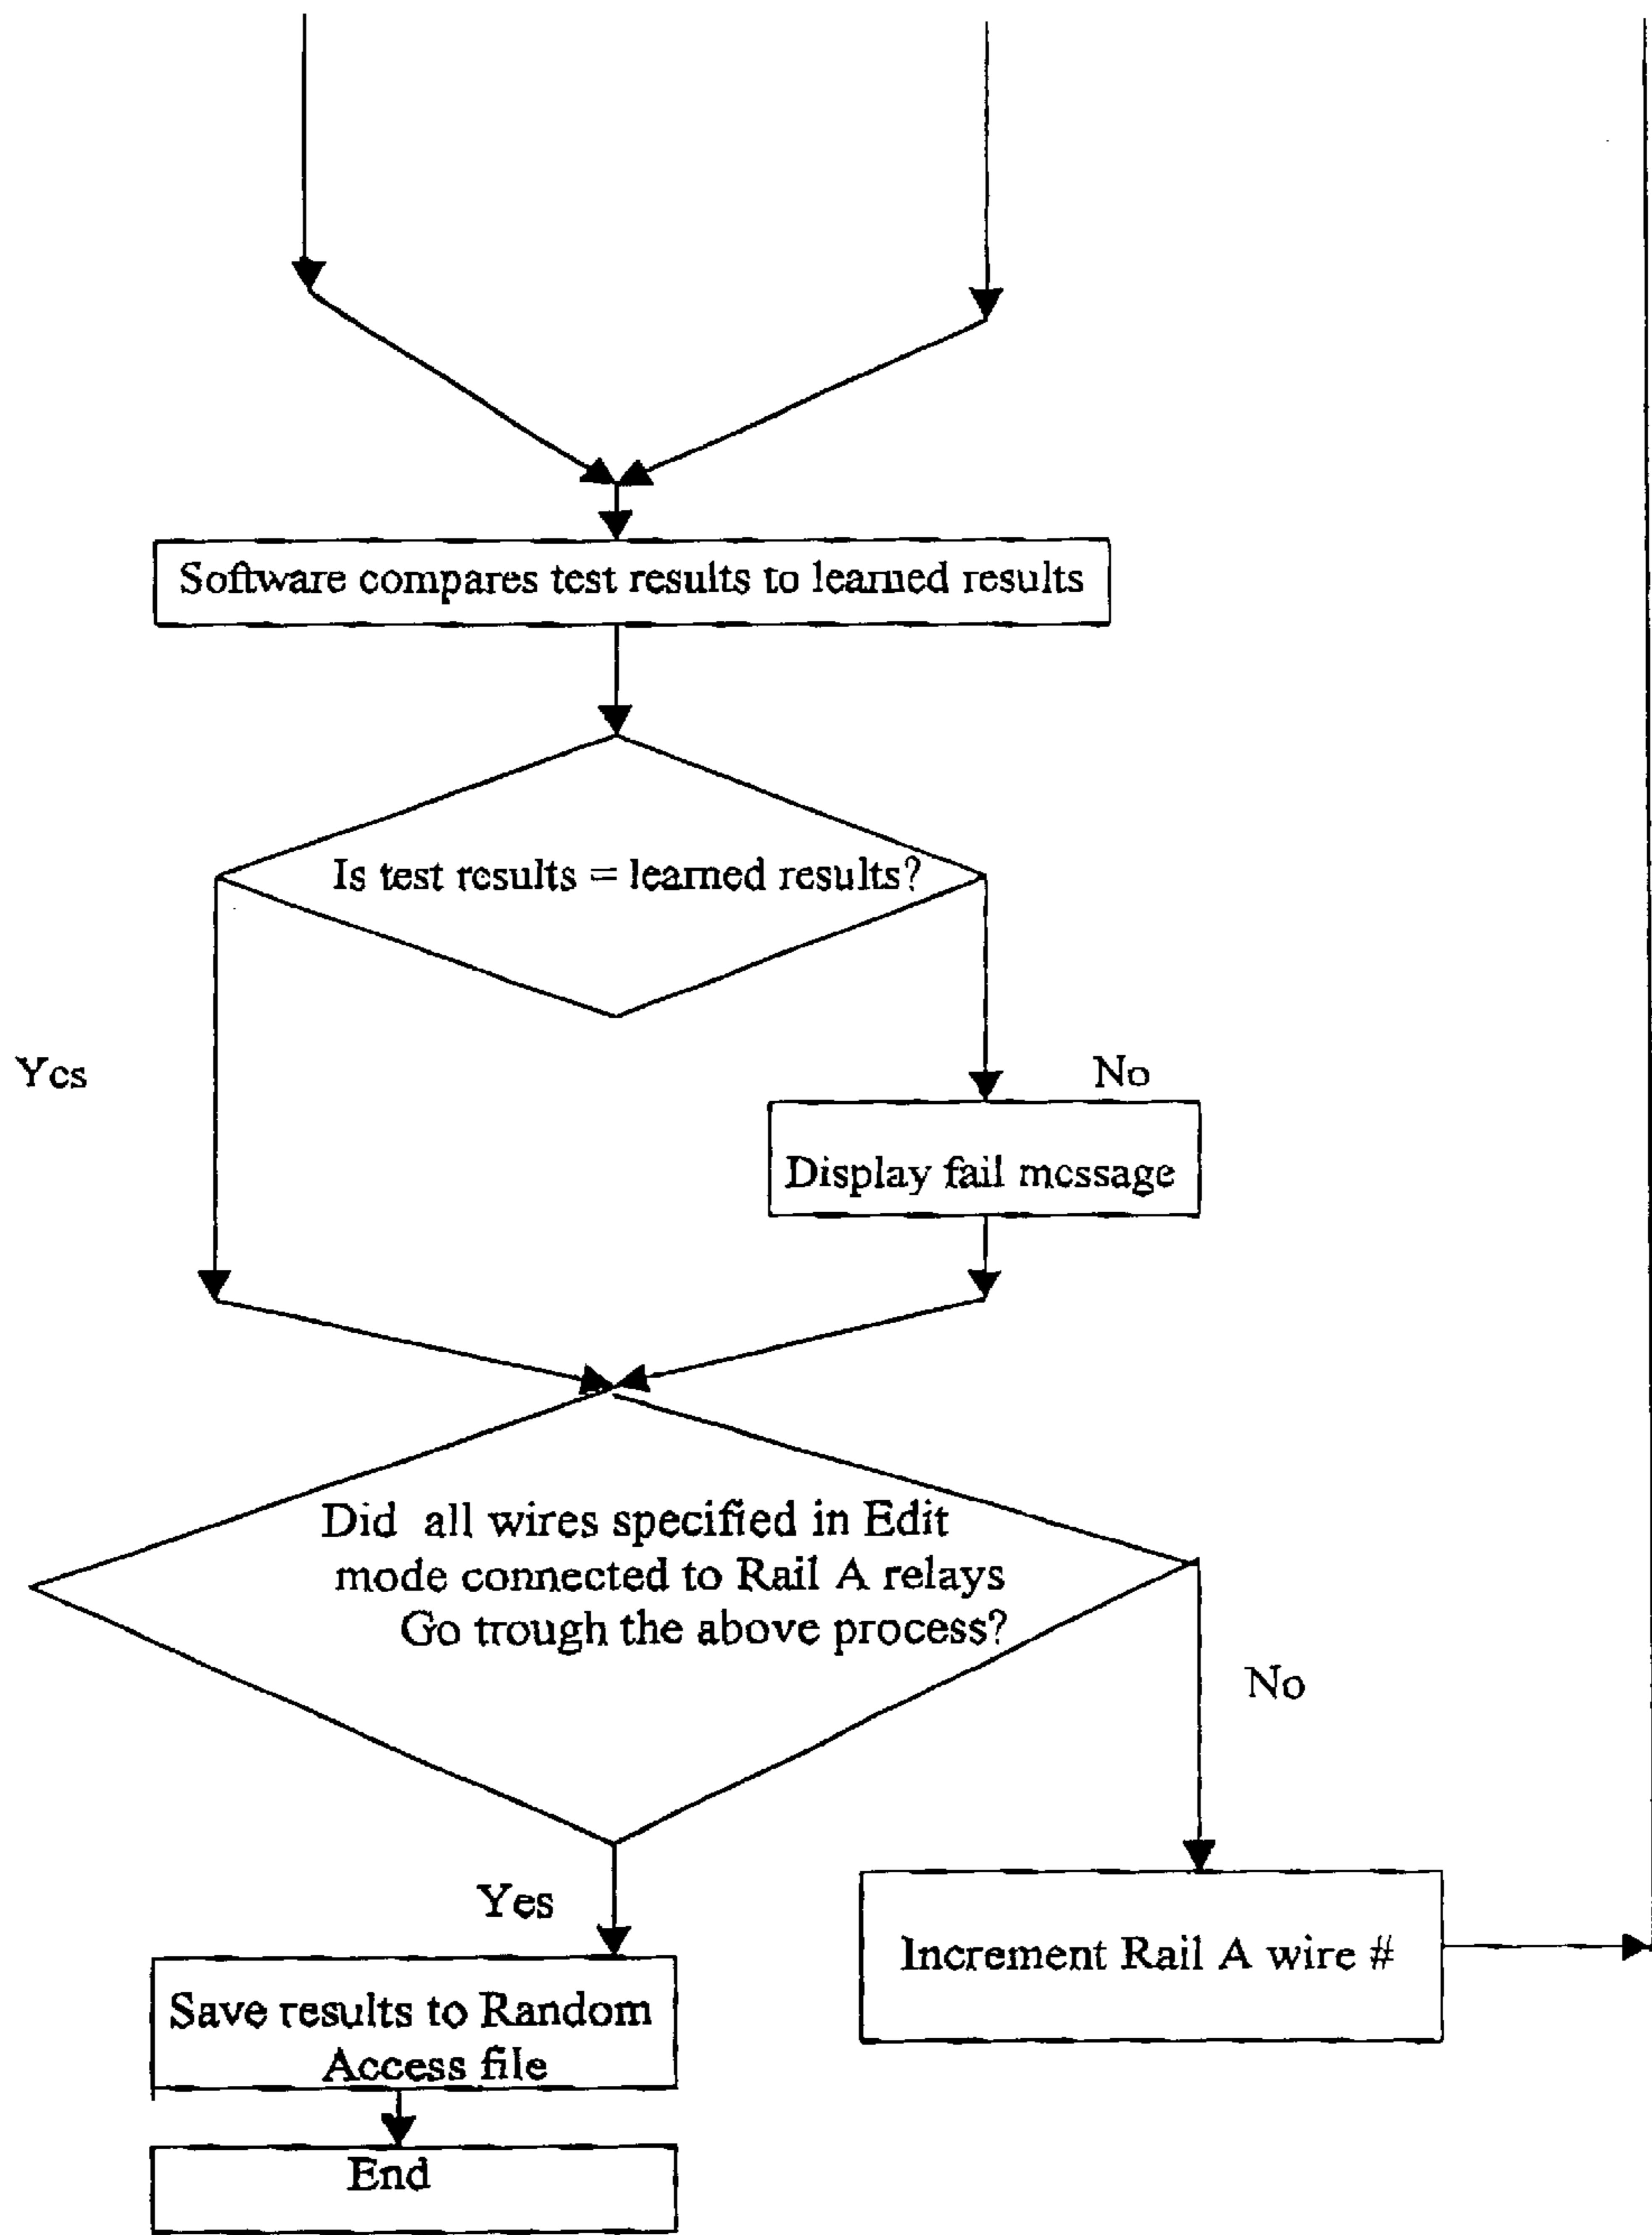 Software compares test results to learned results
Is test results = learned results?
Yes
No
Display fail message
Did all wires specified in Edit
mode connected to Rail A relays
Go trough the above process?
No
Yes
Increment Rail A wire #
Save results to Random
Access file
End